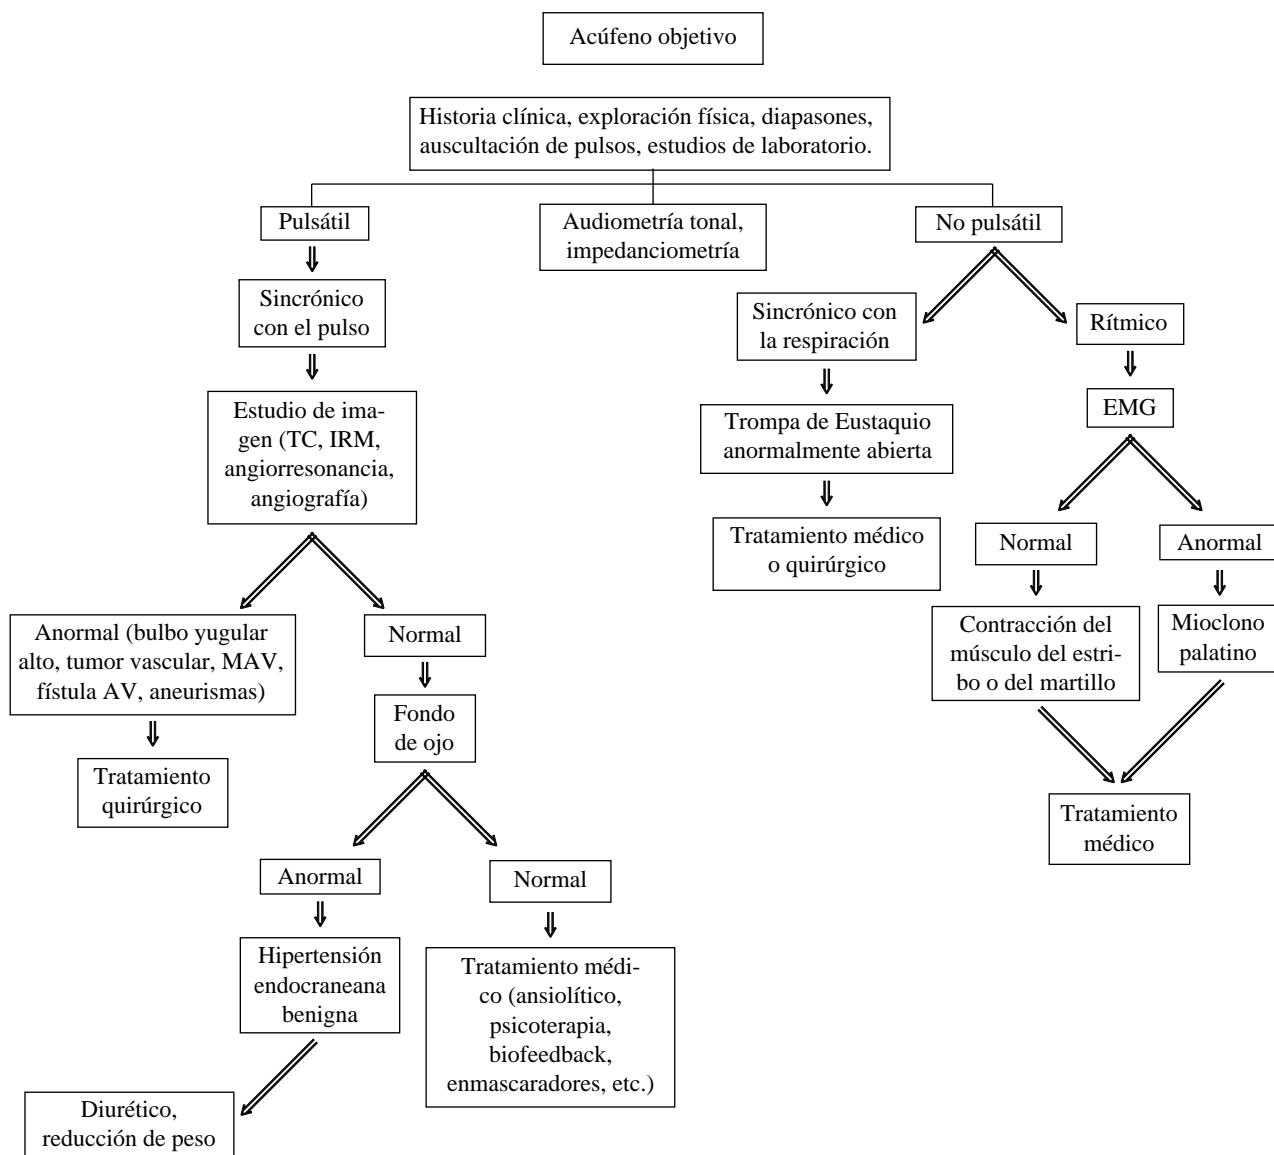 Acúfeno objetivo
Historia clínica, exploración física, diapasones,
auscultación de pulsos, estudios de laboratorio.
Pulsátil
Audiometría tonal,
impedanciometría
No pulsátil
Sincrónico
con el pulso
Sincrónico con
la respiración
Rítmico
Estudio de ima-
gen (TC, IRM,
angiorresonancia,
angiografía)
Trompa de Eustaquio
anormalmente abierta
EMG
Tratamiento médico
o quirúrgico
Normal
Anormal
Anormal (bulbo yugular
alto, tumor vascular, MAV,
fístula AV, aneurismas)
Normal
Contracción del
músculo del estri-
bo o del martillo
Mioclono
palatino
Fondo
de ojo
Tratamiento
quirúrgico
Tratamiento
médico
Anormal
Normal
Hipertensión
endocraneana
benigna
Tratamiento médi-
co (ansiolítico,
psicoterapia,
biofeedback,
enmascaradores, etc.)
Diurético,
reducción de peso